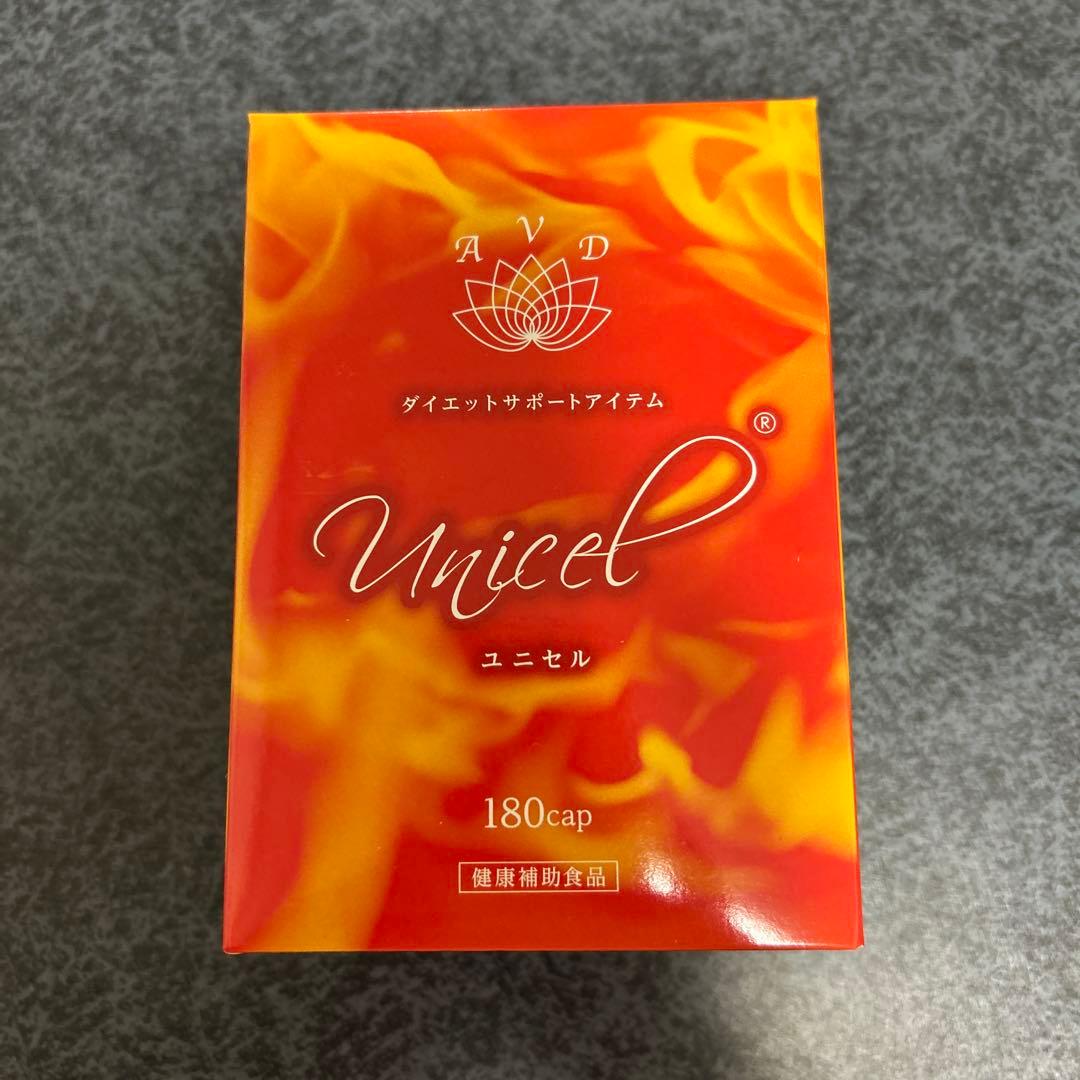 A V D
ダイエットサポートアイテム
Unicel®
ユニセル
180cap
健康補助食品